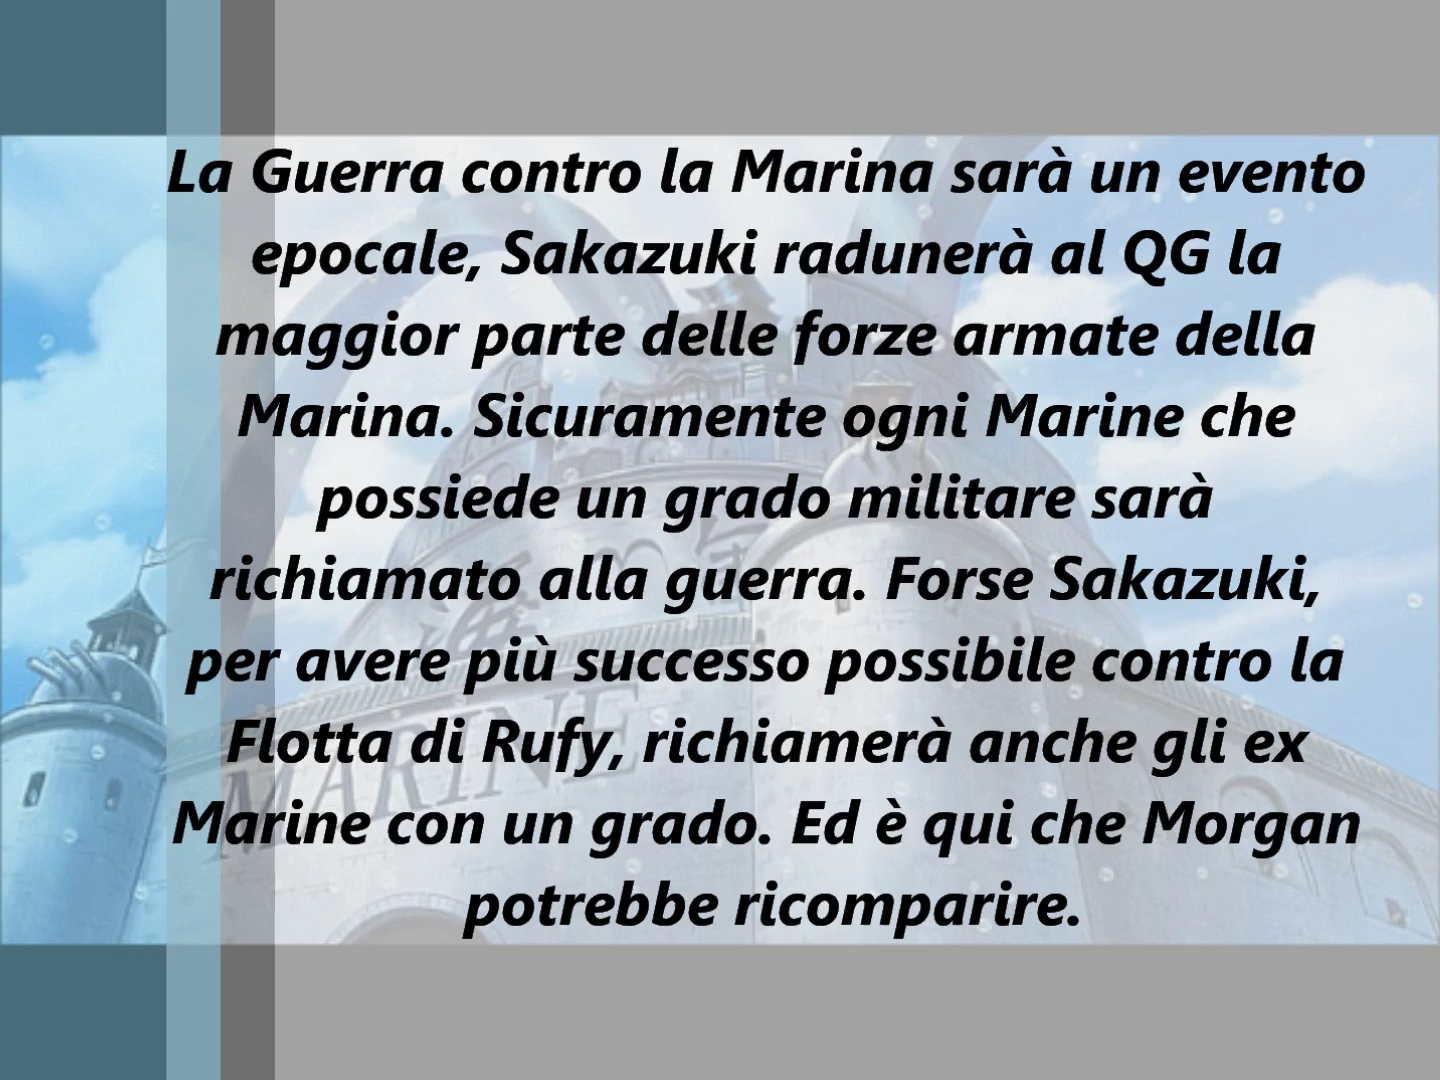 La Guerra contro la Marina sarà un evento
epocale, Sakazuki radunerà al QG la
maggior parte delle forze armate della
Marina. Sicuramente ogni Marine che
possiede un grado militare sarà
richiamato alla guerra. Forse Sakazuki,
per avere più successo possibile contro la
Flotta di Rufy, richiamerà anche gli ex
Marine con un grado. Ed è qui che Morgan
potrebbe ricomparire.
MARINE